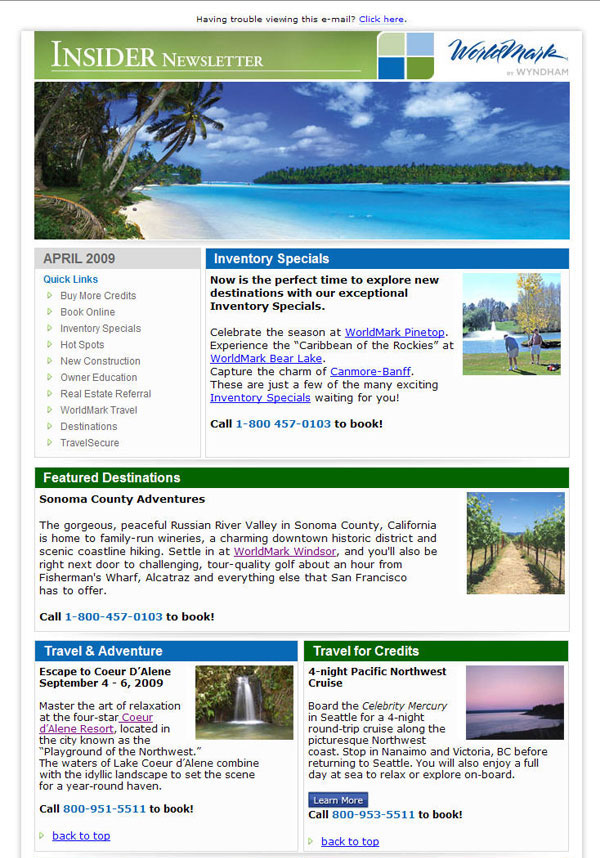 Having trouble viewing this e-mail? Click here.
INSIDER NEWSLETTER
WorldMark
BY WYNDHAM
APRIL 2009
Quick Links
Buy More Credits
Book Online
Inventory Specials
Hot Spots
New Construction
Owner Education
Real Estate Referral
WorldMark Travel
Destinations
TravelSecure
Inventory Specials
Now is the perfect time to explore new
destinations with our exceptional
Inventory Specials.
Celebrate the season at WorldMark Pinetop.
Experience the “Caribbean of the Rockies” at
WorldMark Bear Lake.
Capture the charm of Canmore-Banff.
These are just a few of the many exciting
Inventory Specials waiting for you!
Call 1-800 457-0103 to book!
Featured Destinations
Sonoma County Adventures
The gorgeous, peaceful Russian River Valley in Sonoma County, California
is home to family-run wineries, a charming downtown historic district and
scenic coastline hiking. Settle in at WorldMark Windsor, and you'll also be
right next door to challenging, tour-quality golf about an hour from
Fisherman's Wharf, Alcatraz and everything else that San Francisco
has to offer.
Call 1-800-457-0103 to book!
Travel & Adventure
Escape to Coeur D’Alene
September 4 - 6, 2009
Master the art of relaxation
at the four-star Coeur
d’Alene Resort, located in
the city known as the
“Playground of the Northwest.”
The waters of Lake Coeur d’Alene combine
with the idyllic landscape to set the scene
for a year-round haven.
Call 800-951-5511 to book!
back to top
Travel for Credits
4-night Pacific Northwest
Cruise
Board the Celebrity Mercury
in Seattle for a 4-night
round-trip cruise along the
picturesque Northwest
coast. Stop in Nanaimo and Victoria, BC before
returning to Seattle. You will also enjoy a full
day at sea to relax or explore on-board.
Learn More
Call 800-953-5511 to book!
back to top